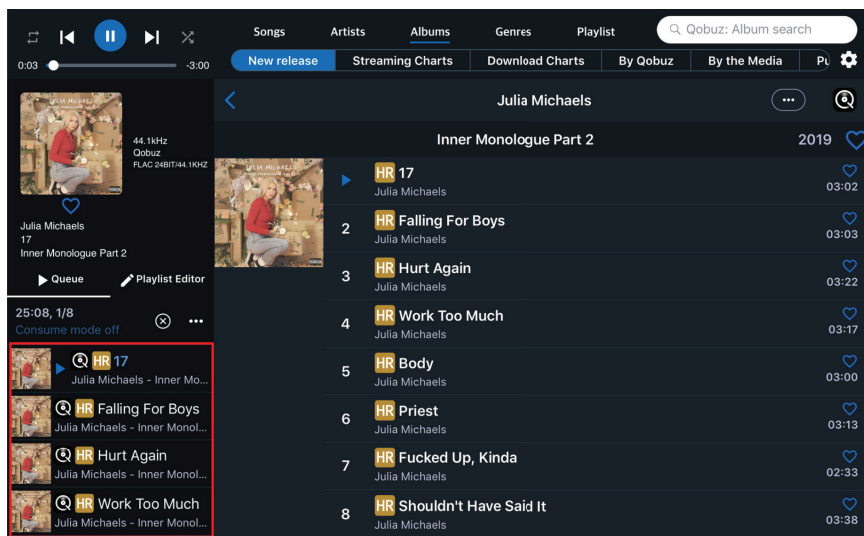 Songs Artists Albums Genres Playlist Qobuz: Album search
0:03 -3:00
New release Streaming Charts Download Charts By Qobuz By the Media Pu
Julia Michaels
Inner Monologue Part 2 2019
44.1kHz
Qobuz
FLAC 24BIT/44.1KHZ
Julia Michaels
17
Inner Monologue Part 2
Queue Playlist Editor
25:08, 1/8
Consume mode off
HR 17
Julia Michaels - Inner Mo...
HR Falling For Boys
Julia Michaels - Inner Monol...
HR Hurt Again
Julia Michaels - Inner Monol...
HR Work Too Much
Julia Michaels - Inner Monol...
JULIA MICHAELS
HR 17
Julia Michaels
03:02
2 HR Falling For Boys
Julia Michaels
03:03
3 HR Hurt Again
Julia Michaels
03:22
4 HR Work Too Much
Julia Michaels
03:17
5 HR Body
Julia Michaels
03:00
6 HR Priest
Julia Michaels
03:13
7 HR Fucked Up, Kinda
Julia Michaels
02:33
8 HR Shouldn't Have Said It
Julia Michaels
03:38